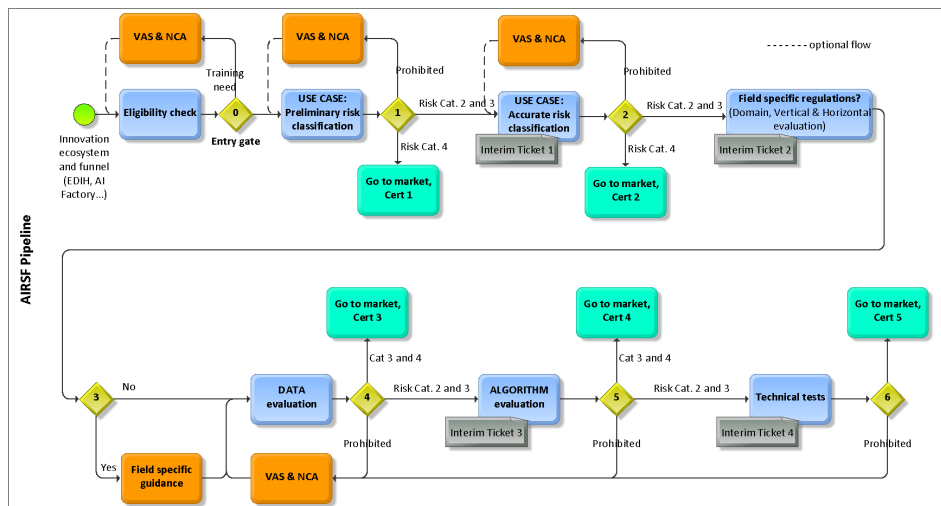 AIRSF Pipeline
VAS & NCA
VAS & NCA
VAS & NCA
optional flow
Training
need
Prohibited
Prohibited
Innovation
ecosystem
and funnel
(EDIH, AI
Factory...)
Eligibility check
0
Entry gate
USE CASE:
Preliminary risk
classification
1
Risk Cat. 2 and 3
USE CASE:
Accurate risk
classification
Interim Ticket 1
2
Risk Cat. 2 and 3
Field specific regulations?
(Domain, Vertical & Horizontal
evaluation)
Interim Ticket 2
Risk Cat. 4
Risk Cat. 4
Go to market,
Cert 1
Go to market,
Cert 2
Go to market,
Cert 3
Go to market,
Cert 4
Go to market,
Cert 5
Cat 3 and 4
Cat 3 and 4
3
No
DATA
evaluation
4
Risk Cat. 2 and 3
ALGORITHM
evaluation
Interim Ticket 3
5
Risk Cat. 2 and 3
Technical tests
Interim Ticket 4
6
Prohibited
Prohibited
Prohibited
Yes
Field specific
guidance
VAS & NCA